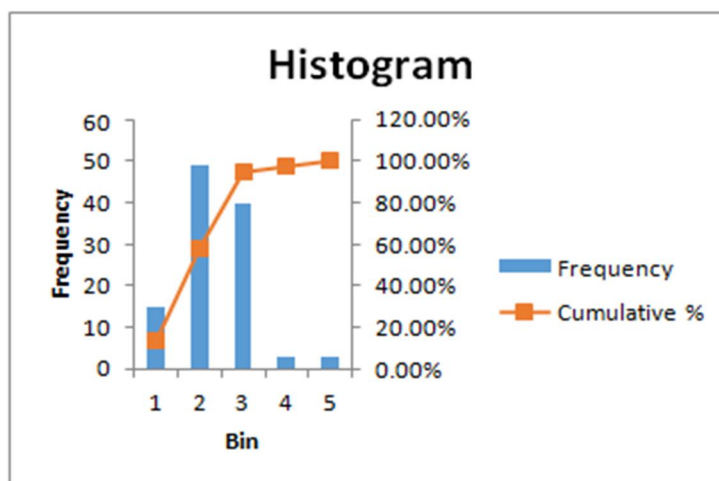 Histogram
60
50
40
30
20
10
0
Frequency
120.00%
100.00%
80.00%
60.00%
40.00%
20.00%
0.00%
1 2 3 4 5
Bin
Frequency
Cumulative %